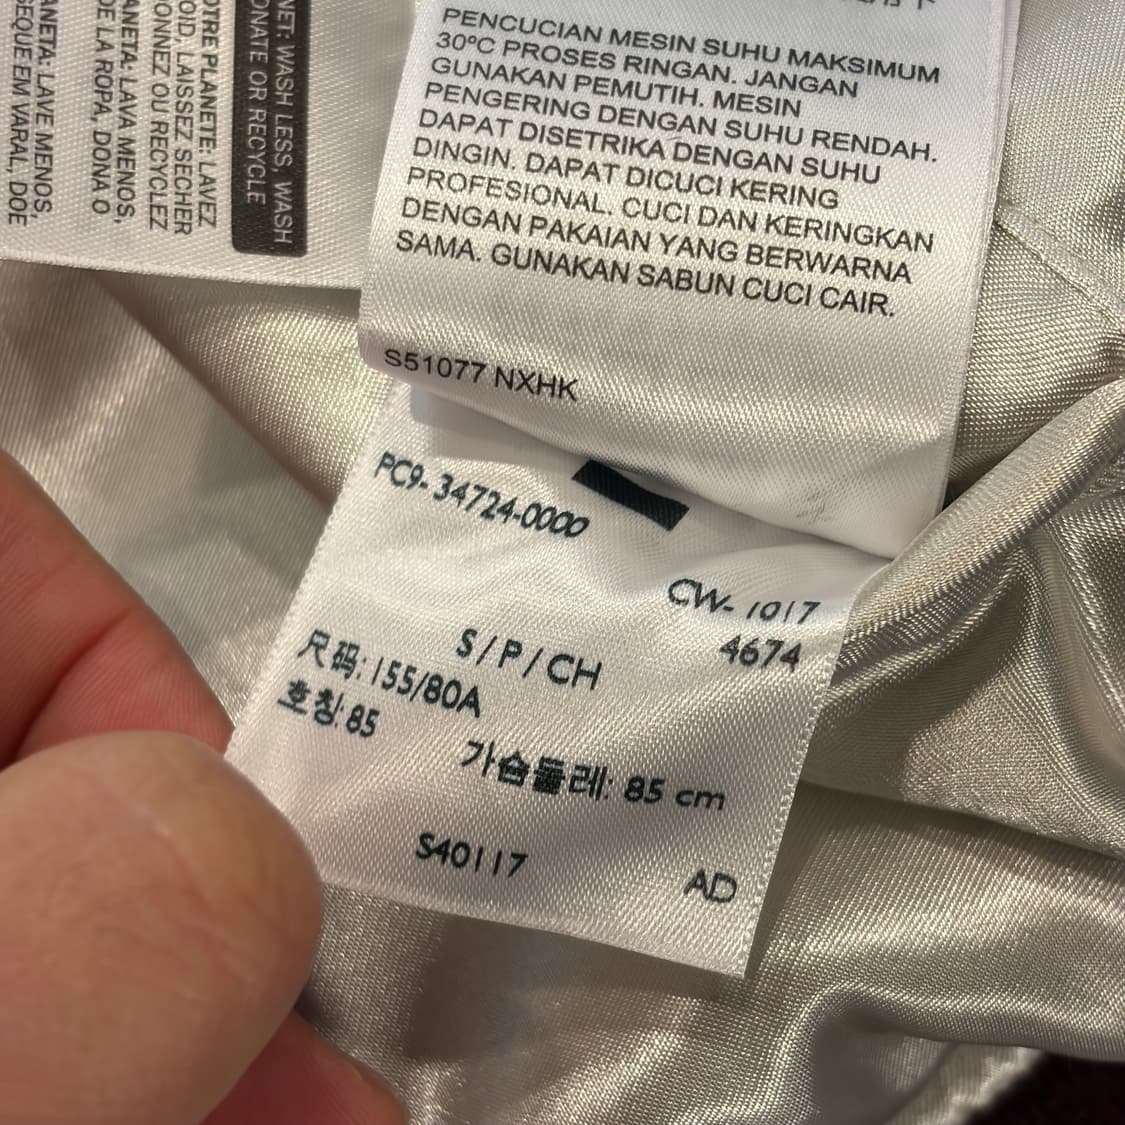 NET: WASH LESS, WASH
ONATE OR RECYCLE
OTRE PLANETE: LAVEZ
OID, LAISSEZ SECHER
ONNEZ OU RECYCLEZ
ANETA: LAVA MENOS,
DE LA ROPA, DONA O
ANETA: LAVE MENOS,
SEQUE EM VARAL, DOE
PENCUCIAN MESIN SUHU MAKSIMUM
30°C PROSES RINGAN. JANGAN
GUNAKAN PEMUTIH. MESIN
PENGERING DENGAN SUHU RENDAH.
DAPAT DISETRIKA DENGAN SUHU
DINGIN. DAPAT DICUCI KERING
PROFESIONAL. CUCI DAN KERINGKAN
DENGAN PAKAIAN YANG BERWARNA
SAMA. GUNAKAN SABUN CUCI CAIR.
S51077 NXHK
PC9-34724-0000
CW-1017
4674
S/P/CH
尺码:155/80A
호칭:85
가슴둘레: 85 cm
S40117
AD